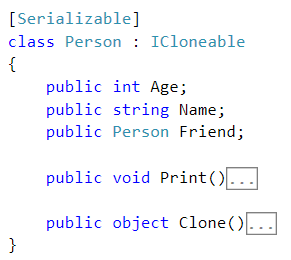 [Serializable]
class Person : ICloneable
{
    public int Age;
    public string Name;
    public Person Friend;
    public void Print()...
    public object Clone()...
}